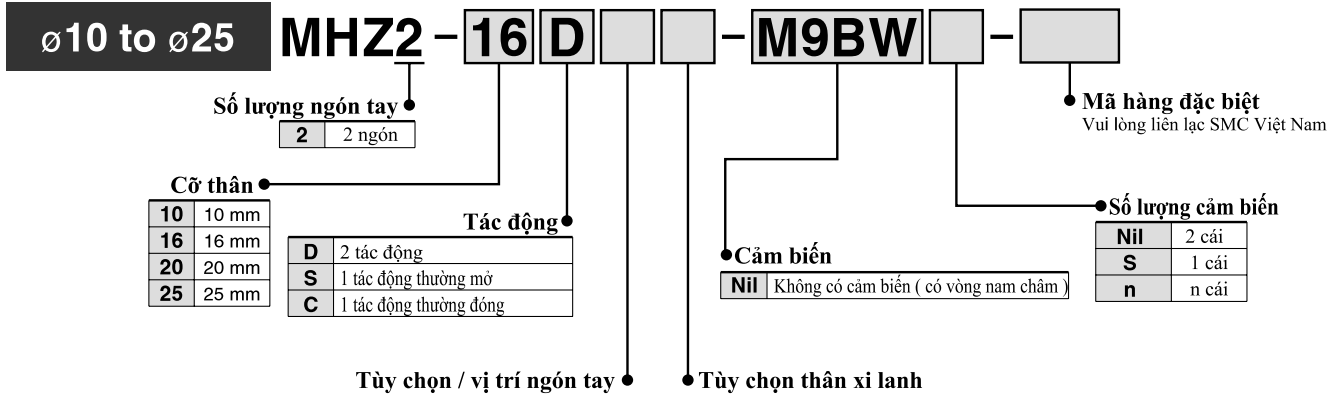 ø10 to ø25 MHZ2 - 16 D - M9BW -
Số lượng ngón tay
2 2 ngón
Mã hàng đặc biệt
Vui lòng liên lạc SMC Việt Nam
Cỡ thân
10 10 mm
16 16 mm
20 20 mm
25 25 mm
Tác động
D 2 tác động
S 1 tác động thường mở
C 1 tác động thường đóng
Cảm biến
Nil Không có cảm biến ( có vòng nam châm )
Số lượng cảm biến
Nil 2 cái
S 1 cái
n n cái
Tùy chọn / vị trí ngón tay
Tùy chọn thân xi lanh